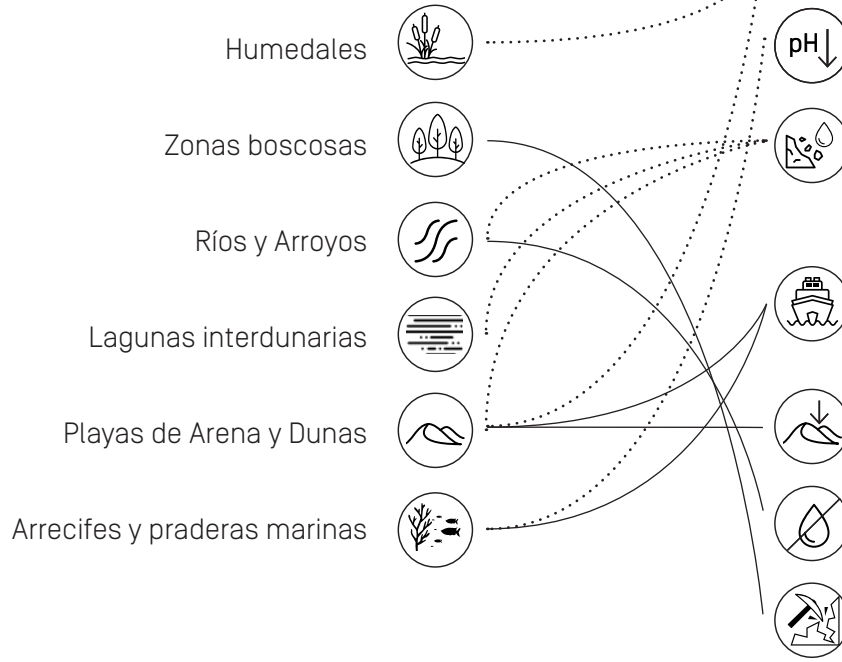 Humedales
pH
Zonas boscosas
Ríos y Arroyos
Lagunas interdunarias
Playas de Arena y Dunas
Arrecifes y praderas marinas